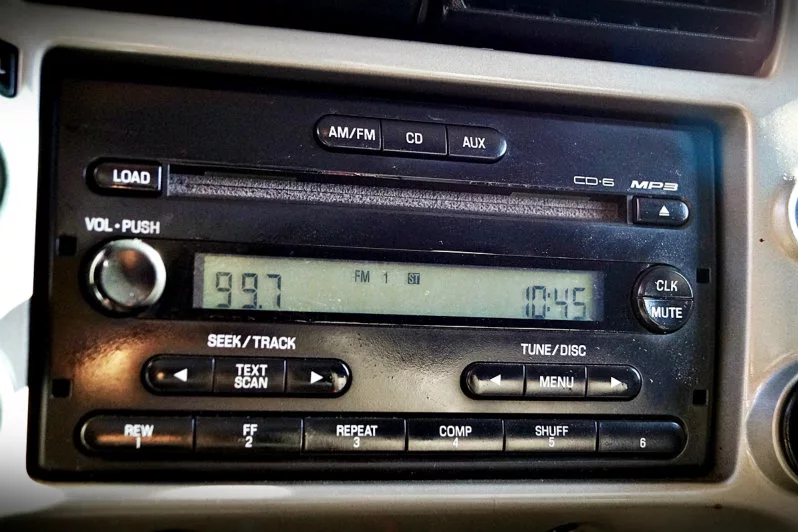 AM/FM CD AUX
LOAD
CD·6 MP3
VOL·PUSH
99.7 FM 1 ST 10:45
CLK
MUTE
SEEK/TRACK
TEXT
SCAN
TUNE/DISC
MENU
REW FF REPEAT COMP SHUFF
1 2 3 4 5 6